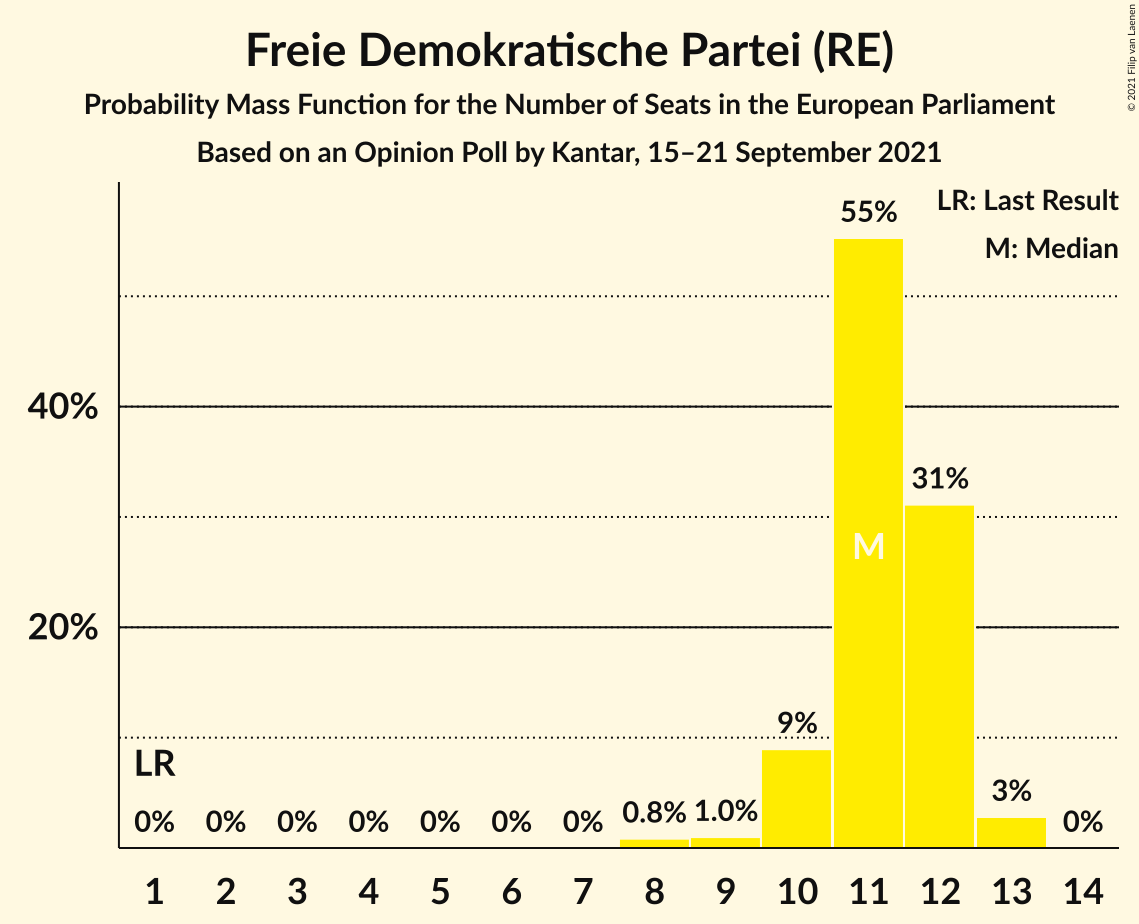 Freie Demokratische Partei (RE)
Probability Mass Function for the Number of Seats in the European Parliament
Based on an Opinion Poll by Kantar, 15–21 September 2021
© 2021 Filip van Laenen
LR: Last Result
M: Median
55%
40%
31%
M
20%
9%
LR
3%
0% 0% 0% 0% 0% 0% 0% 0.8% 1.0% 0%
1 2 3 4 5 6 7 8 9 10 11 12 13 14